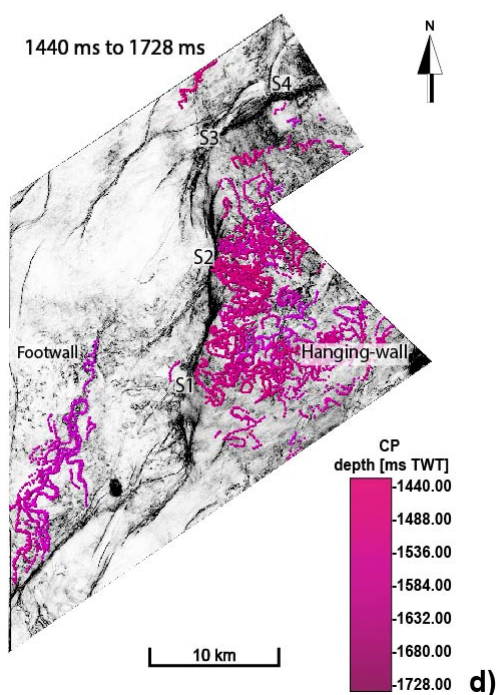 1440 ms to 1728 ms
N
S4
S3
S2
Footwall
Hanging-wall
S1
CP
depth [ms TWT]
-1440.00
-1488.00
-1536.00
-1584.00
-1632.00
-1680.00
-1728.00
10 km
d)